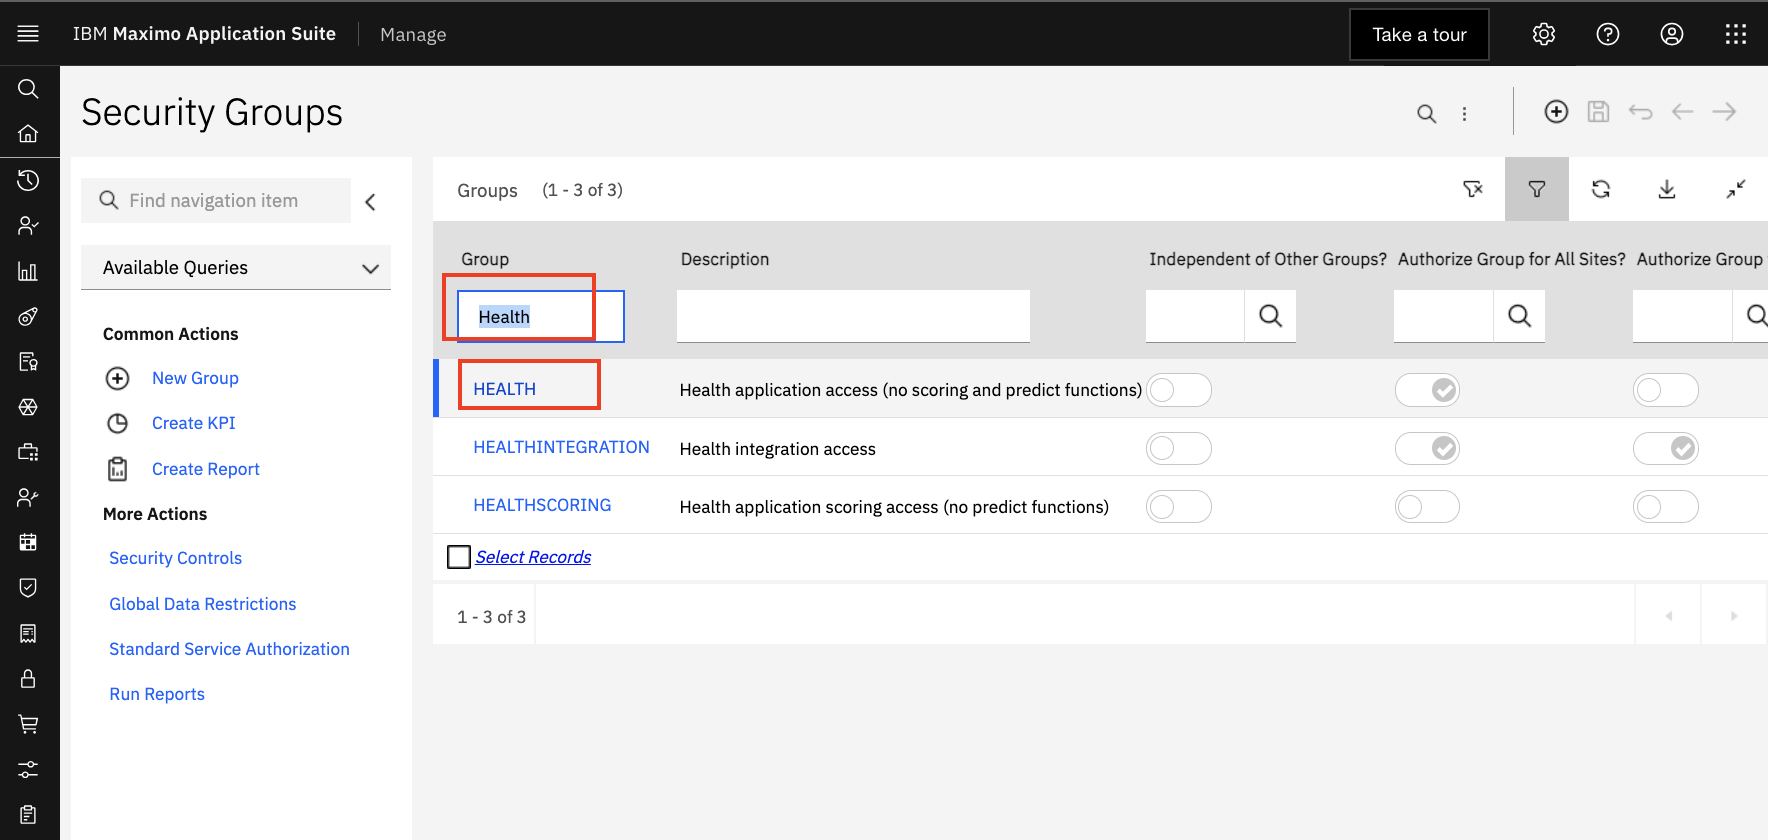 IBM Maximo Application Suite
Manage
Take a tour
Security Groups
Find navigation item
Available Queries
Common Actions
New Group
Create KPI
Create Report
More Actions
Security Controls
Global Data Restrictions
Standard Service Authorization
Run Reports
Groups (1 - 3 of 3)
Group Description Independent of Other Groups? Authorize Group for All Sites? Authorize Group
Health
HEALTH Health application access (no scoring and predict functions)
HEALTHINTEGRATION Health integration access
HEALTHSCORING Health application scoring access (no predict functions)
Select Records
1 - 3 of 3